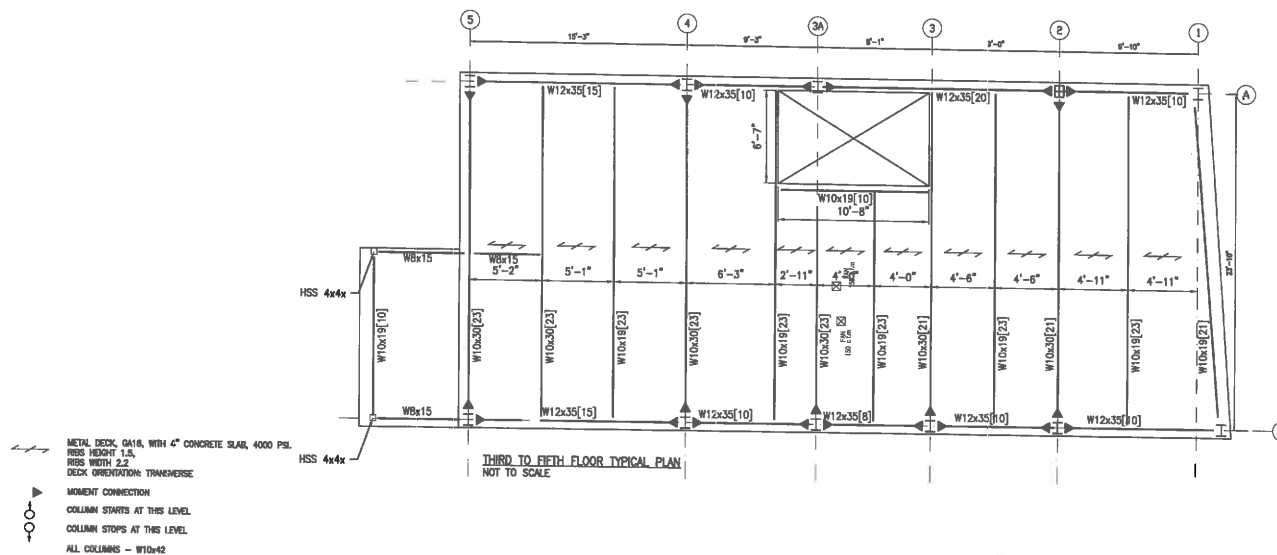 5
4
3A
3
2
1
15'-3"
9'-3"
8'-1"
9'-10"
A
W12x35[15]
W12x35[10]
W12x35[20]
W12x35[10]
6'-7"
W10x19[10]
10'-8"
23'-10"
W8x15
W8x15
5'-2"
5'-1"
5'-1"
6'-3"
2'-11"
4'-0"
4'-6"
4'-6"
4'-11"
4'-11"
HSS 4x4x
W10x19[10]
W10x30[23]
W10x30[23]
W10x19[23]
W10x30[23]
W10x19[23]
W10x30[23]
FAN
150 c.f.m
W10x19[23]
W10x30[21]
W10x19[23]
W10x30[21]
W10x19[23]
W10x19[21]
W8x15
W12x35[15]
W12x35[10]
W12x35[8]
W12x35[10]
W12x35[10]
HSS 4x4x
THIRD TO FIFTH FLOOR TYPICAL PLAN
NOT TO SCALE
METAL DECK, GA18, WITH 4" CONCRETE SLAB, 4000 PSI.
RIBS HEIGHT 1.5,
RIBS WIDTH 2.2
DECK ORIENTATION: TRANSVERSE
MOMENT CONNECTION
COLUMN STARTS AT THIS LEVEL
COLUMN STOPS AT THIS LEVEL
ALL COLUMNS - W10x42